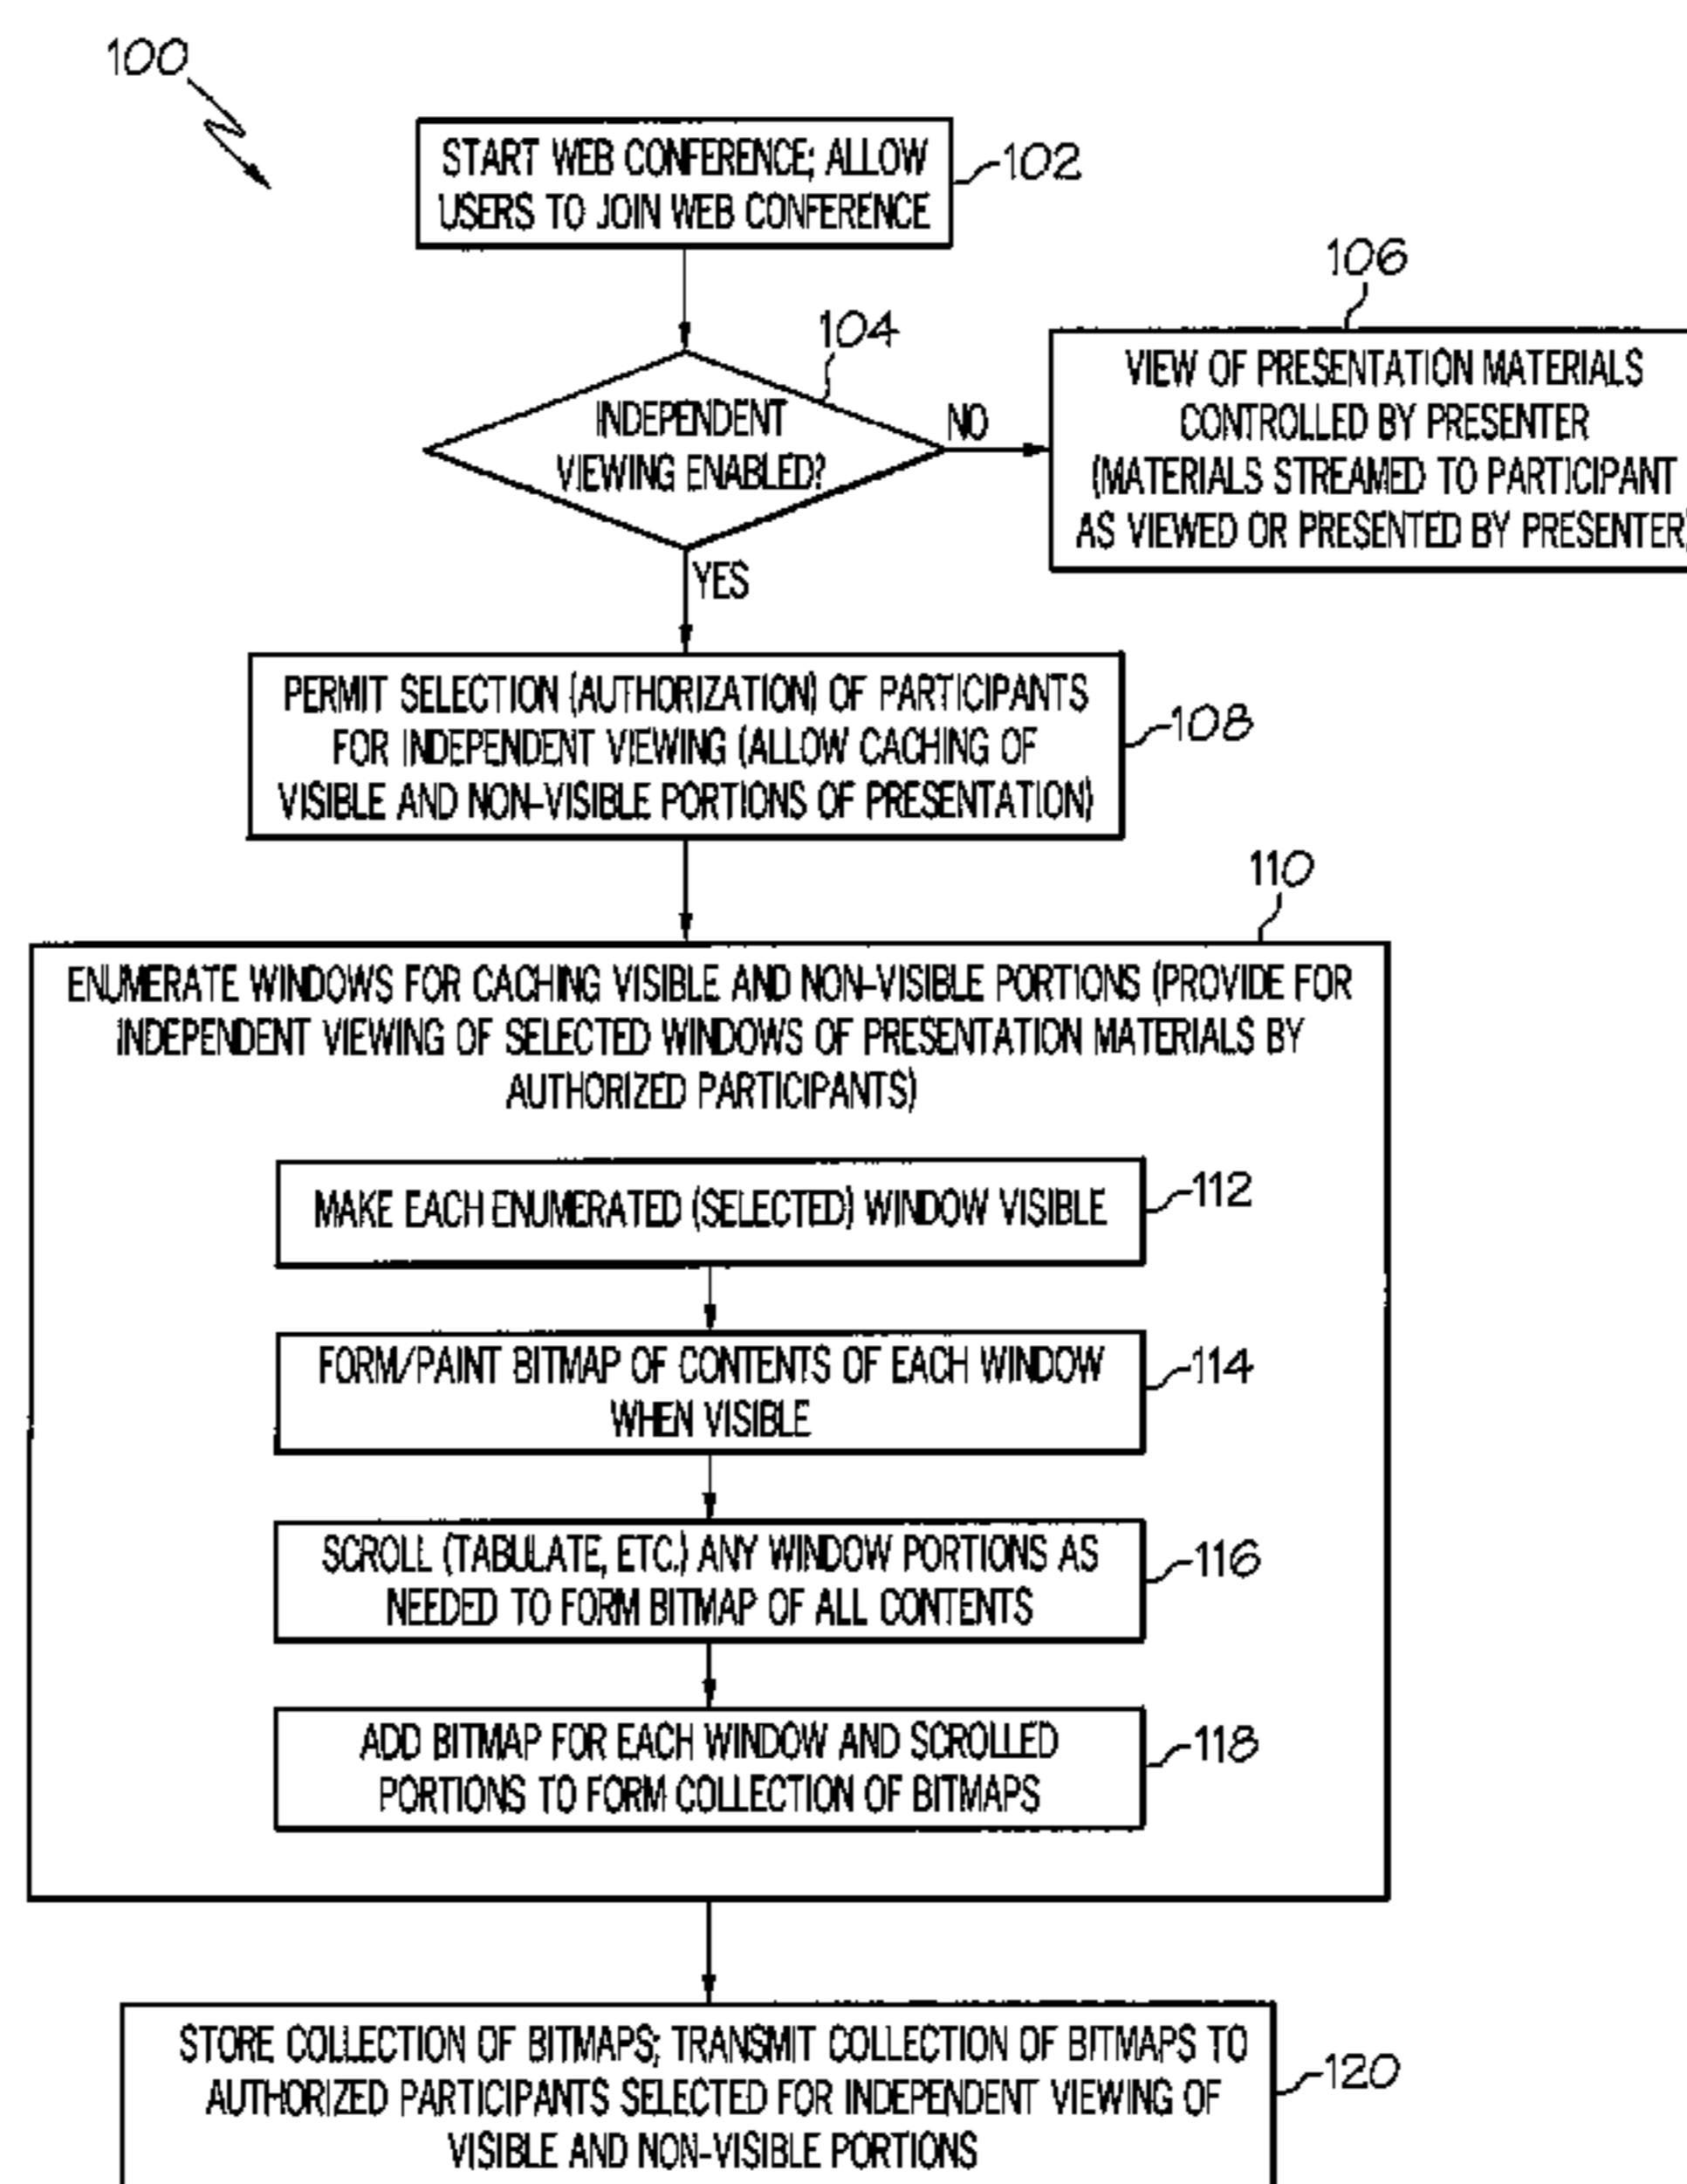 100
START WEB CONFERENCE; ALLOW
USERS TO JOIN WEB CONFERENCE
102
104
INDEPENDENT
VIEWING ENABLED?
NO
106
VIEW OF PRESENTATION MATERIALS
CONTROLLED BY PRESENTER
(MATERIALS STREAMED TO PARTICIPANT
AS VIEWED OR PRESENTED BY PRESENTER)
YES
PERMIT SELECTION (AUTHORIZATION) OF PARTICIPANTS
FOR INDEPENDENT VIEWING (ALLOW CACHING OF
VISIBLE AND NON-VISIBLE PORTIONS OF PRESENTATION)
108
110
ENUMERATE WINDOWS FOR CACHING VISIBLE AND NON-VISIBLE PORTIONS (PROVIDE FOR
INDEPENDENT VIEWING OF SELECTED WINDOWS OF PRESENTATION MATERIALS BY
AUTHORIZED PARTICIPANTS)
MAKE EACH ENUMERATED (SELECTED) WINDOW VISIBLE
112
FORM/PAINT BITMAP OF CONTENTS OF EACH WINDOW
WHEN VISIBLE
114
SCROLL (TABULATE, ETC.) ANY WINDOW PORTIONS AS
NEEDED TO FORM BITMAP OF ALL CONTENTS
116
ADD BITMAP FOR EACH WINDOW AND SCROLLED
PORTIONS TO FORM COLLECTION OF BITMAPS
118
STORE COLLECTION OF BITMAPS; TRANSMIT COLLECTION OF BITMAPS TO
AUTHORIZED PARTICIPANTS SELECTED FOR INDEPENDENT VIEWING OF
VISIBLE AND NON-VISIBLE PORTIONS
120